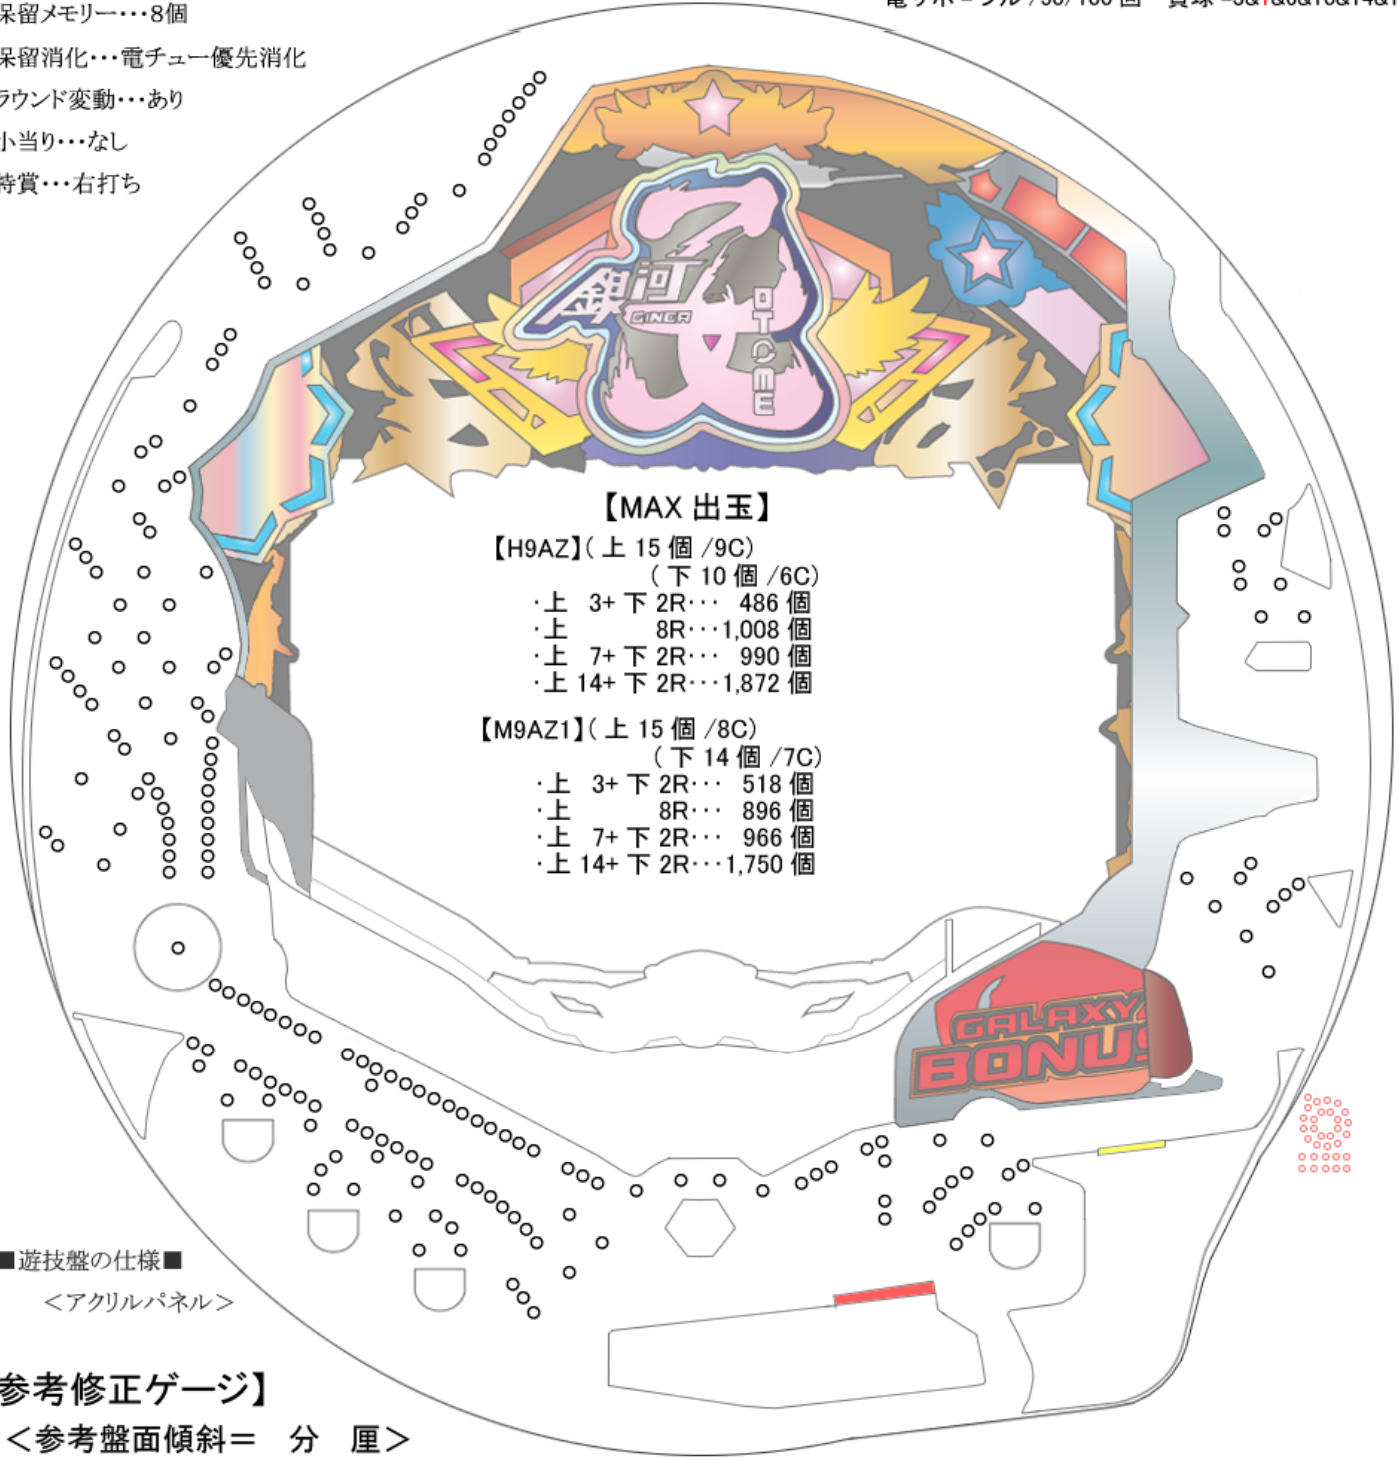 保留メモリー・・・8個
保留消化・・・電チュー優先消化
ラウンド変動・・・あり
小当り・・・なし
特賞・・・右打ち
銀河
GINGA
乙女
OTOME
【MAX 出玉】
【H9AZ】( 上 15 個 /9C)
( 下 10 個 /6C)
・上 3+ 下 2R・・・ 486 個
・上 8R・・・1,008 個
・上 7+ 下 2R・・・ 990 個
・上 14+ 下 2R・・・1,872 個
【M9AZ1】( 上 15 個 /8C)
( 下 14 個 /7C)
・上 3+ 下 2R・・・ 518 個
・上 8R・・・ 896 個
・上 7+ 下 2R・・・ 966 個
・上 14+ 下 2R・・・1,750 個
GALAXY
BONUS
■遊技盤の仕様■
＜アクリルパネル＞
参考修正ゲージ】
＜参考盤面傾斜＝ 分 厘＞